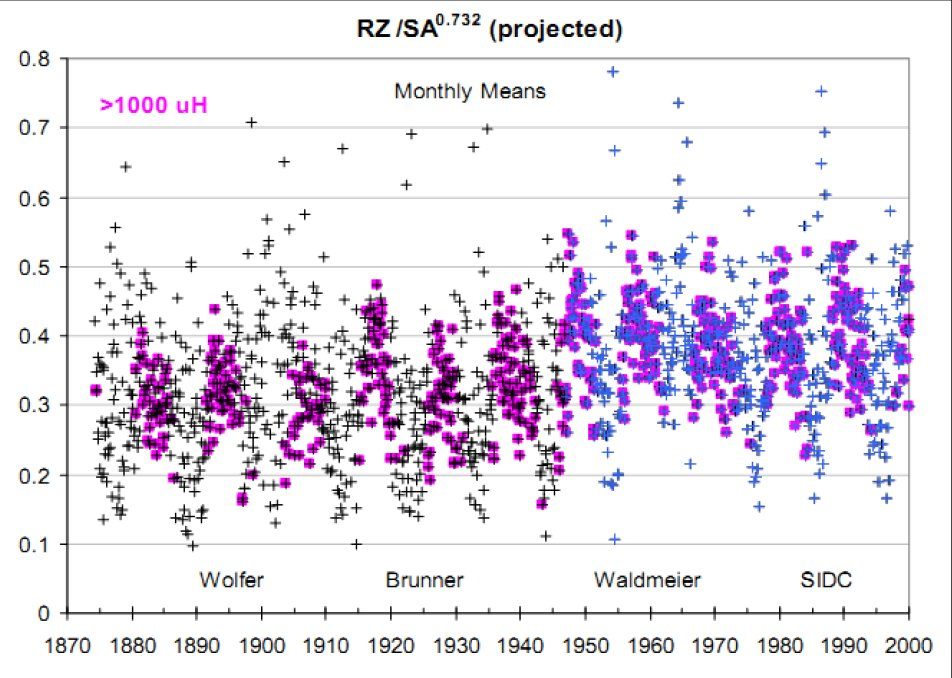 RZ /SA^0.732 (projected)
0.8
Monthly Means
>1000 uH
0.7
0.6
0.5
0.4
0.3
0.2
0.1
Wolfer Brunner Waldmeier SIDC
0
1870 1880 1890 1900 1910 1920 1930 1940 1950 1960 1970 1980 1990 2000